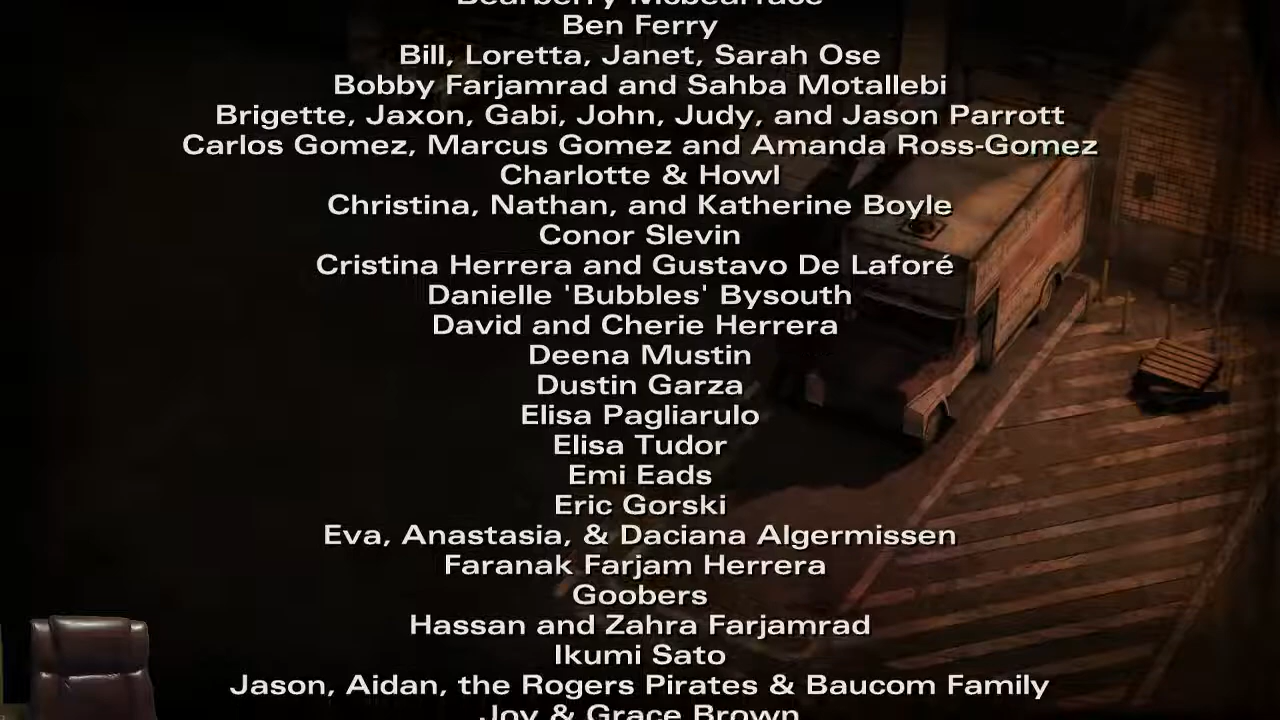 Ben Ferry
Bill, Loretta, Janet, Sarah Ose
Bobby Farjamrad and Sahba Motallebi
Brigette, Jaxon, Gabi, John, Judy, and Jason Parrott
Carlos Gomez, Marcus Gomez and Amanda Ross-Gomez
Charlotte & Howl
Christina, Nathan, and Katherine Boyle
Conor Slevin
Cristina Herrera and Gustavo De Laforé
Danielle 'Bubbles' Bysouth
David and Cherie Herrera
Deena Mustin
Dustin Garza
Elisa Pagliarulo
Elisa Tudor
Emi Eads
Eric Gorski
Eva, Anastasia, & Daciana Algermissen
Faranak Farjam Herrera
Goobers
Hassan and Zahra Farjamrad
Ikumi Sato
Jason, Aidan, the Rogers Pirates & Baucom Family
Joy & Grace Brown